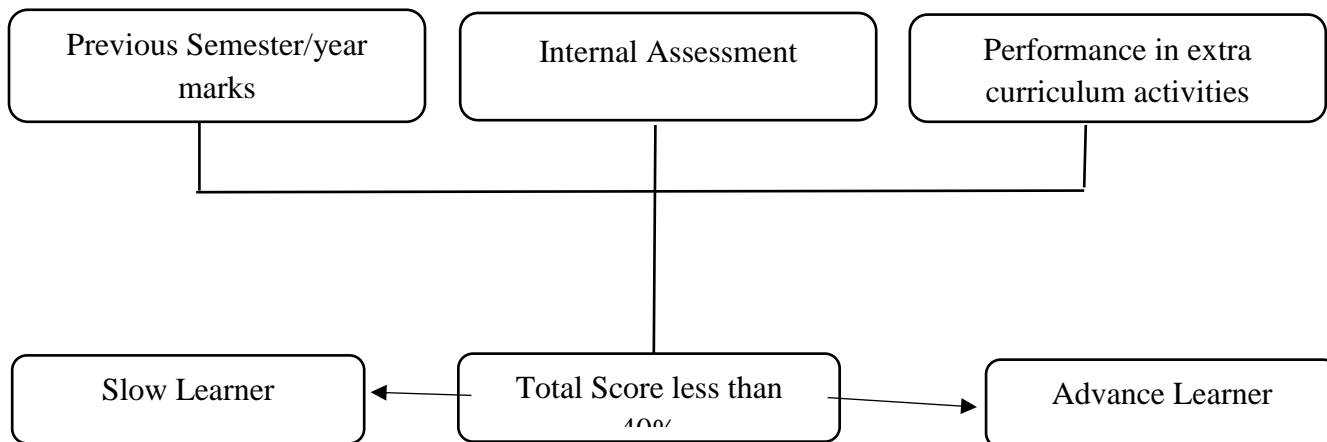 Previous Semester/year
marks
Internal Assessment
Performance in extra
curriculum activities
Slow Learner
Total Score less than
40%
Advance Learner